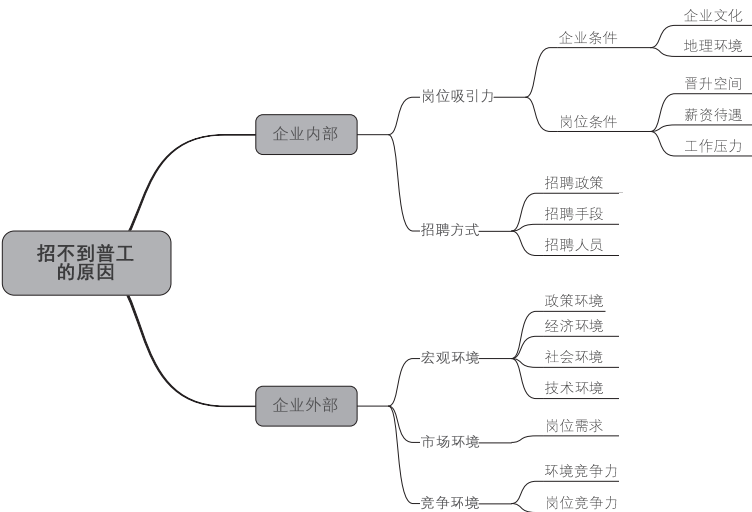 招不到普工
的原因
企业内部
岗位吸引力
企业条件
企业文化
地理环境
岗位条件
晋升空间
薪资待遇
工作压力
招聘方式
招聘政策
招聘手段
招聘人员
企业外部
宏观环境
政策环境
经济环境
社会环境
技术环境
市场环境
岗位需求
竞争环境
环境竞争力
岗位竞争力